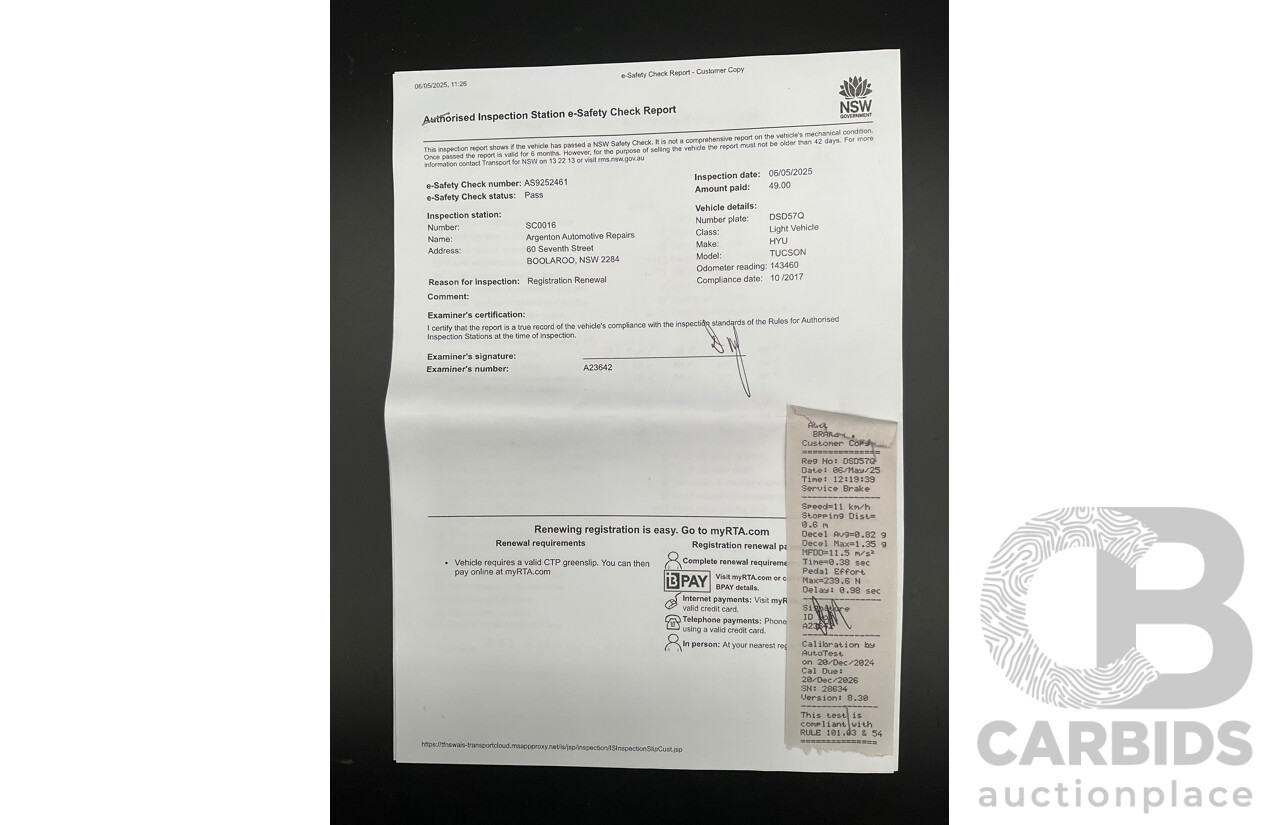 06/05/2025, 11:26
e-Safety Check Report - Customer Copy
NSW
GOVERNMENT
Authorised Inspection Station e-Safety Check Report
This inspection report shows if the vehicle has passed a NSW Safety Check. It is not a comprehensive report on the vehicle's mechanical condition.
Once passed the report is valid for 6 months. However, for the purpose of selling the vehicle the report must not be older than 42 days. For more
information contact Transport for NSW on 13 22 13 or visit rms.nsw.gov.au
e-Safety Check number: AS9252461
e-Safety Check status: Pass
Inspection date: 06/05/2025
Amount paid: 49.00
Inspection station:
Number: SC0016
Name: Argenton Automotive Repairs
Address: 60 Seventh Street
BOOLAROO, NSW 2284
Vehicle details:
Number plate: DSD57Q
Class: Light Vehicle
Make: HYU
Model: TUCSON
Odometer reading: 143460
Compliance date: 10 /2017
Reason for inspection: Registration Renewal
Comment:
Examiner's certification:
I certify that the report is a true record of the vehicle's compliance with the inspection standards of the Rules for Authorised
Inspection Stations at the time of inspection.
Examiner's signature:
Examiner's number: A23642
Renewing registration is easy. Go to myRTA.com
Renewal requirements
• Vehicle requires a valid CTP greenslip. You can then
pay online at myRTA.com
Registration renewal pa
Complete renewal requireme
BPAY
Visit myRTA.com or c
BPAY details.
Internet payments: Visit myR
valid credit card.
Telephone payments: Phone
using a valid credit card.
In person: At your nearest reg
https://tfnswais-transportcloud.msappproxy.net/is/jsp/inspection/ISInspectionSlipCust.jsp
Customer Copy
Reg No: DSD57Q
Date: 06/May/25
Time: 12:19:39
Service Brake
Speed=11 km/h
Stopping Dist=
0.6 m
Decel Avg=0.82 g
Decel Max=1.35 g
MFDD=11.5 m/s²
Time=0.38 sec
Pedal Effort
Max=239.6 N
Delay: 0.98 sec
Signature
ID
Calibration by
AutoTest
on 20/Dec/2024
Cal Due:
20/Dec/2026
SN: 28634
Version: 8.30
This test is
compliant with
RULE 101.03 & 54
CB
CARBIDS
auctionplace